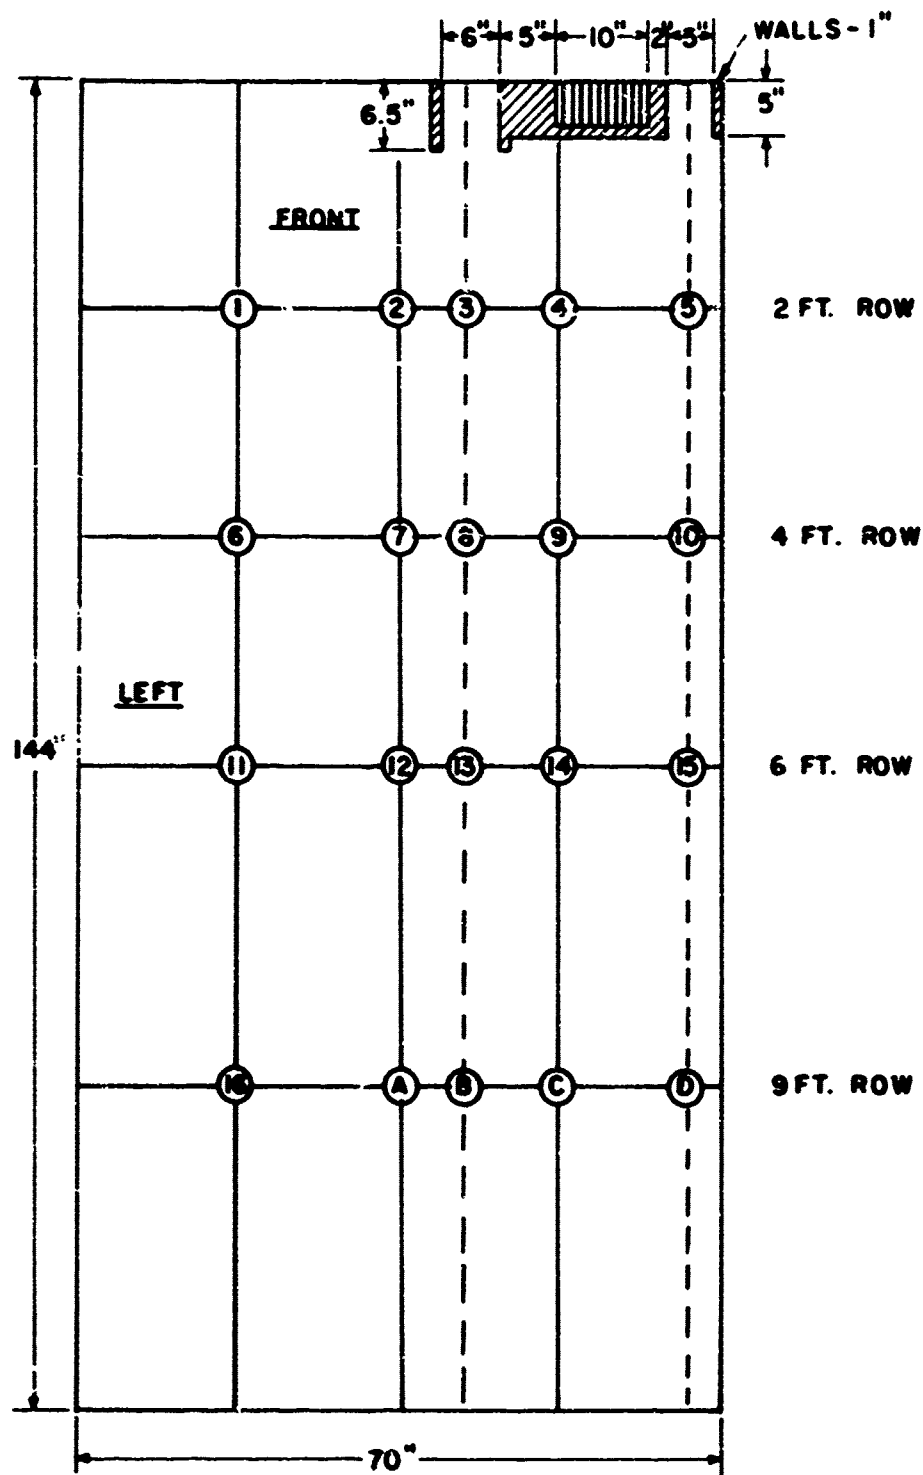 6" 5" 10" 2" 5" WALLS - 1"
6.5" 5"
FRONT
1 2 3 4 5 2 FT. ROW
6 7 8 9 10 4 FT. ROW
LEFT
144"
11 12 13 14 15 6 FT. ROW
16 A B C D 9 FT. ROW
70"